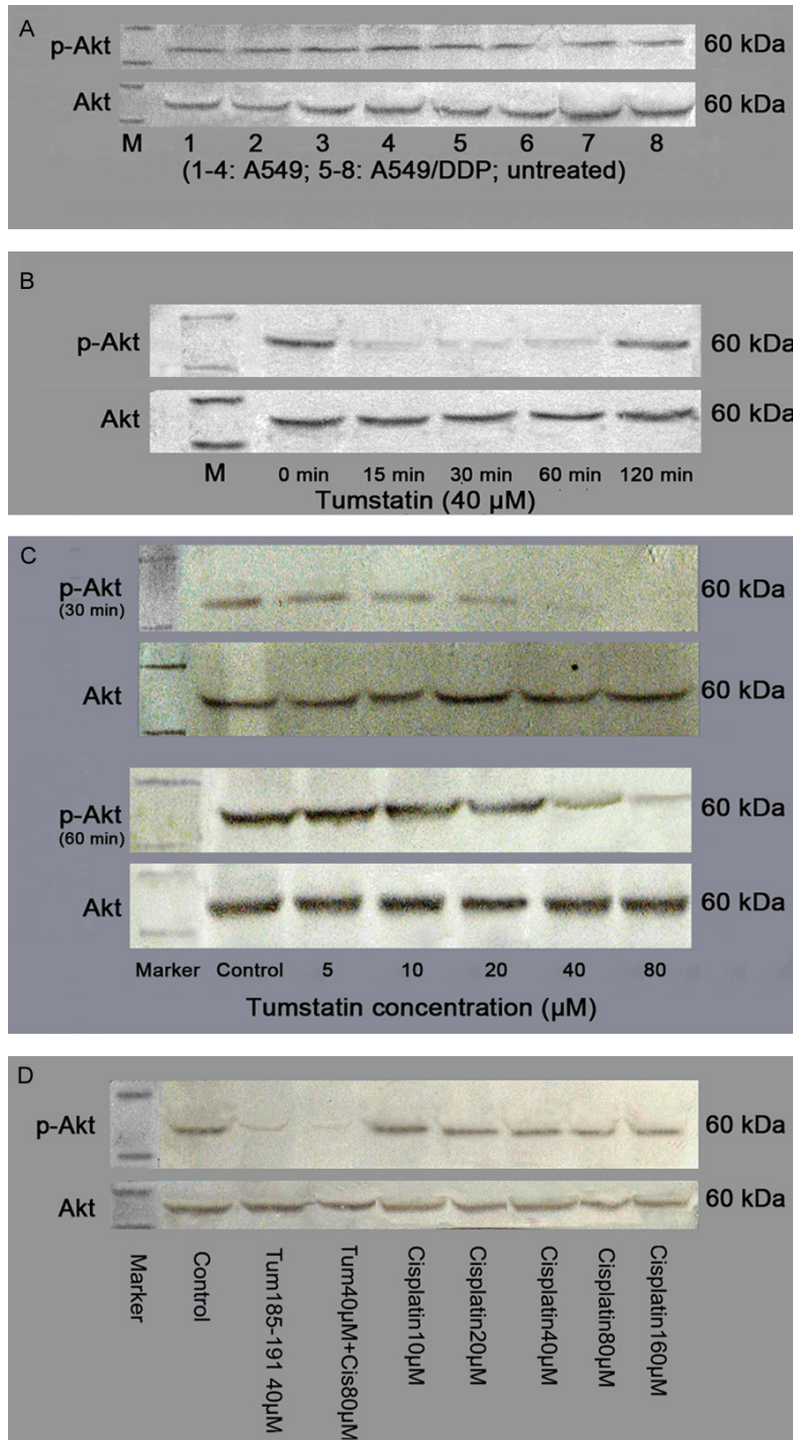 A
p-Akt 60 kDa
Akt 60 kDa
M 1 2 3 4 5 6 7 8
(1-4: A549; 5-8: A549/DDP; untreated)
B
p-Akt 60 kDa
Akt 60 kDa
M 0 min 15 min 30 min 60 min 120 min
Tumstatin (40 µM)
C
p-Akt 60 kDa
(30 min)
Akt 60 kDa
p-Akt 60 kDa
(60 min)
Akt 60 kDa
Marker Control 5 10 20 40 80
Tumstatin concentration (µM)
D
p-Akt 60 kDa
Akt 60 kDa
Marker
Control
Tum185-191 40µM
Tum40µM+Cis80µM
Cisplatin10µM
Cisplatin20µM
Cisplatin40µM
Cisplatin80µM
Cisplatin160µM